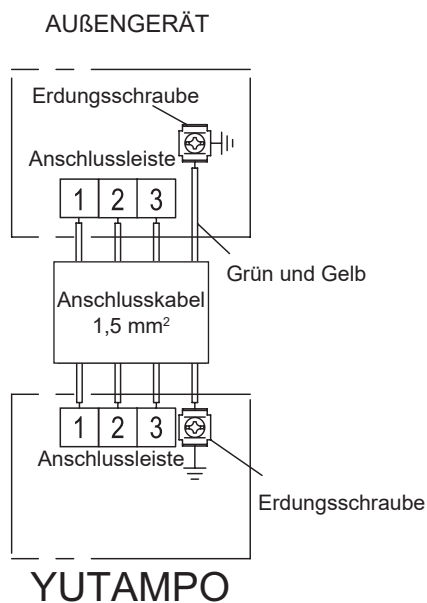 AUßENGERÄT
Erdungsschraube
Anschlussleiste
1 2 3
Grün und Gelb
Anschlusskabel
1,5 mm²
1 2 3
Anschlussleiste
Erdungsschraube
YUTAMPO